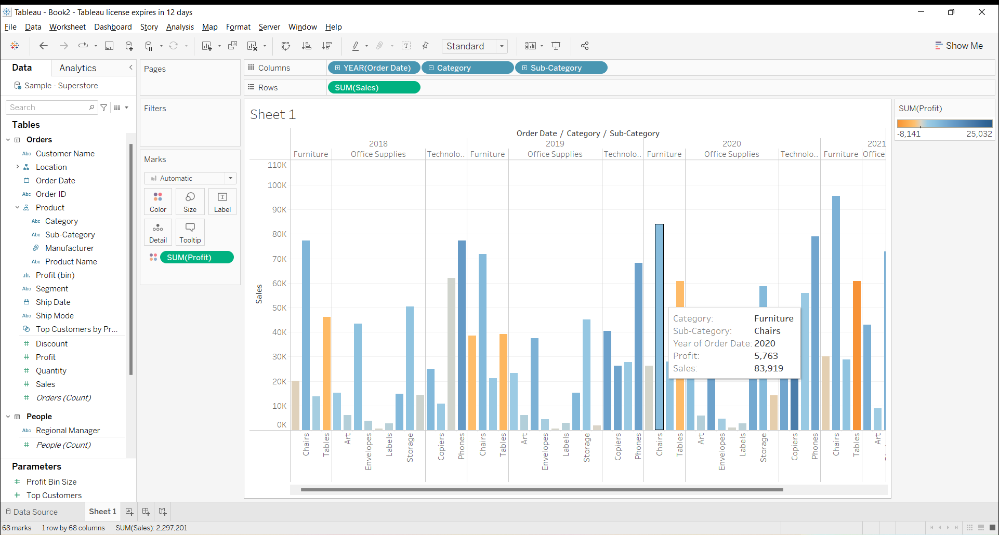 Tableau - Book2 - Tableau license expires in 12 days
File Data Worksheet Dashboard Story Analysis Map Format Server Window Help
Standard
Show Me
Data Analytics
Sample - Superstore
Search
Tables
Orders
Abc Customer Name
Location
Order Date
Abc Order ID
Product
Abc Category
Abc Sub-Category
Manufacturer
Abc Product Name
Profit (bin)
Abc Segment
Ship Date
Abc Ship Mode
Top Customers by Pr...
# Discount
# Profit
# Quantity
# Sales
# Orders (Count)
People
Abc Regional Manager
# People (Count)
Parameters
# Profit Bin Size
# Top Customers
Pages
Filters
Marks
Automatic
Color Size Label
Detail Tooltip
SUM(Profit)
Columns YEAR(Order Date) Category Sub-Category
Rows SUM(Sales)
Sheet 1
Order Date / Category / Sub-Category
2018 2019 2020 2021
Furniture Office Supplies Technolo.. Furniture Office Supplies Technolo.. Furniture Office Supplies Technolo.. Furniture Office
110K
100K
90K
80K
70K
60K
50K
40K
30K
20K
10K
0K
Sales
Chairs Tables Art Envelopes Labels Storage Copiers Phones Chairs Tables Art Envelopes Labels Storage Copiers Phones Chairs Tables Art Envelopes Labels Storage Copiers Phones Chairs Tables Art
Category: Furniture
Sub-Category: Chairs
Year of Order Date: 2020
Profit: 5,763
Sales: 83,919
SUM(Profit)
-8,141 25,032
Data Source Sheet 1
68 marks 1 row by 68 columns SUM(Sales): 2,297,201